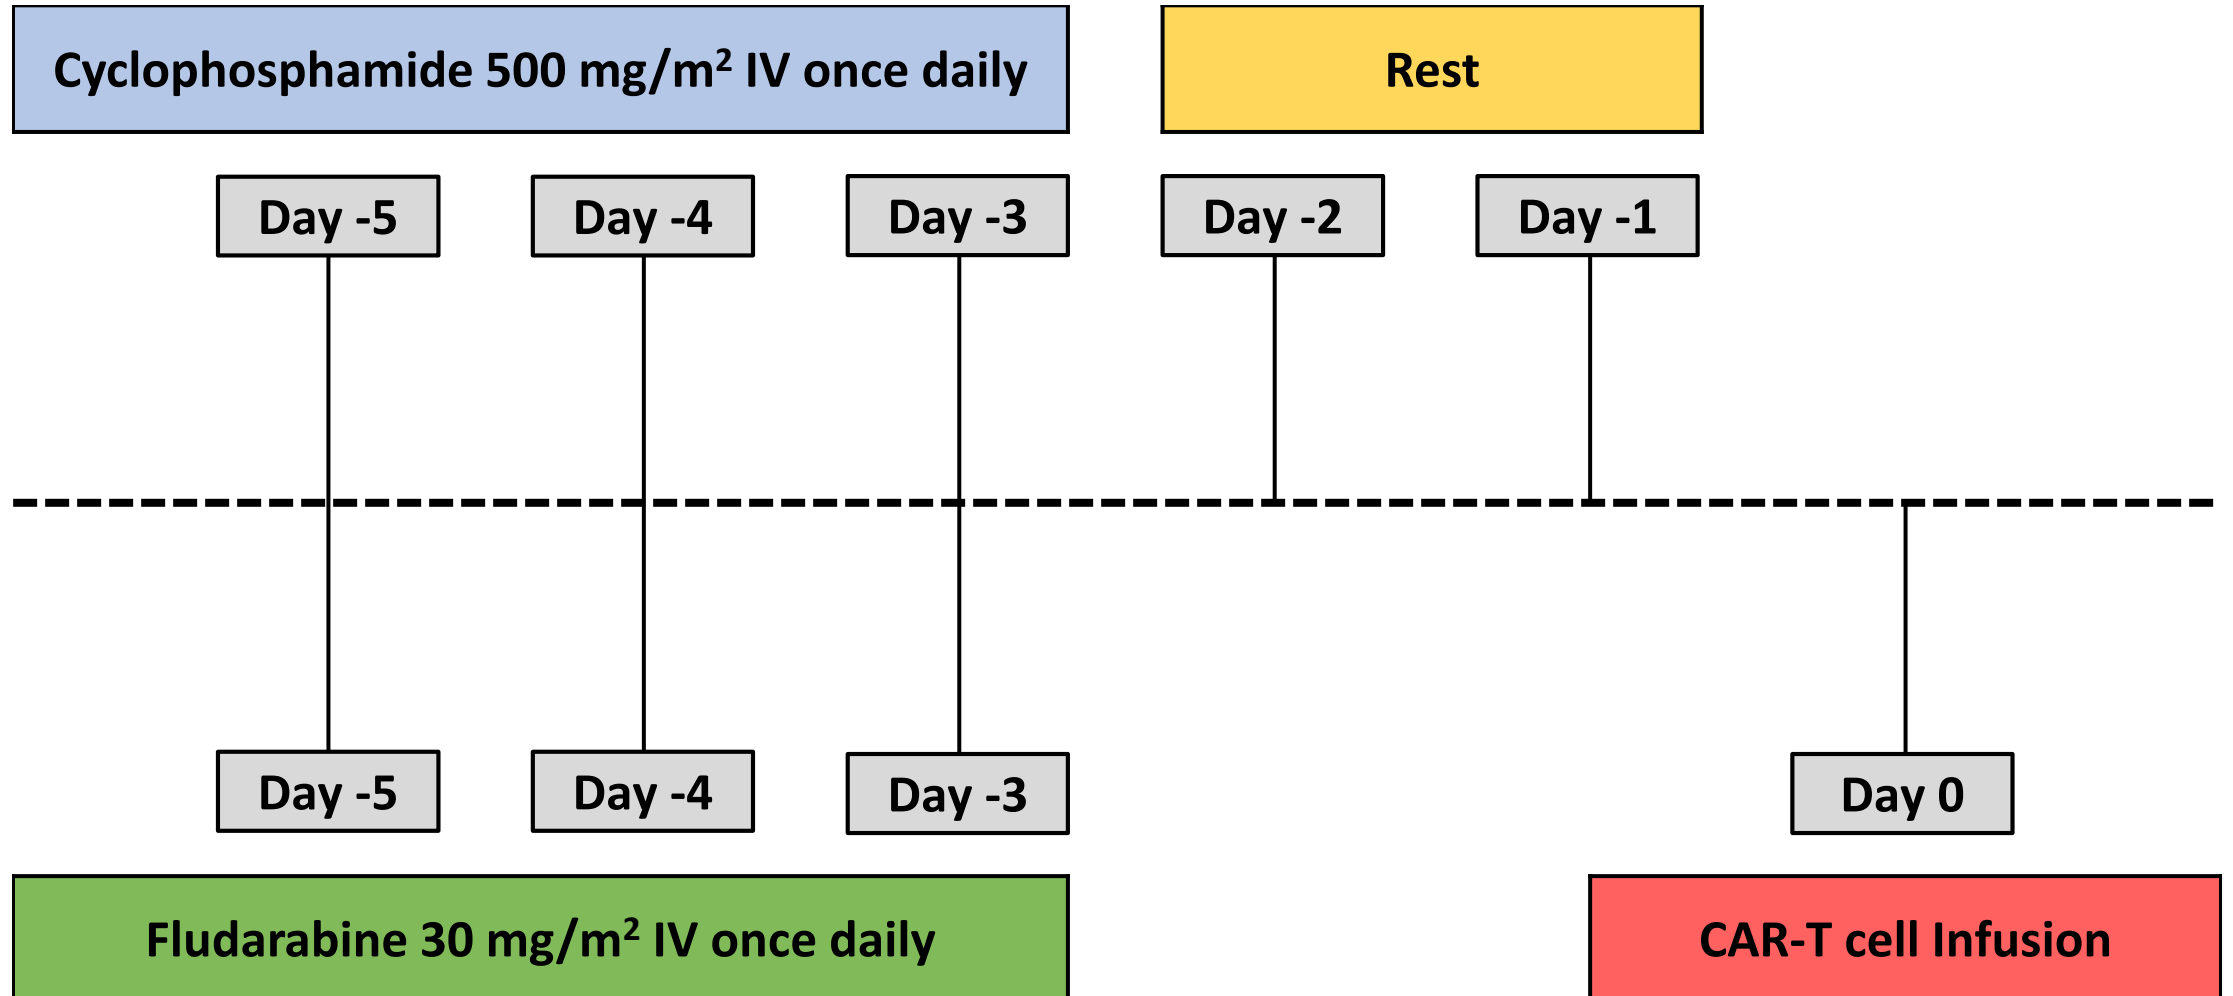 Cyclophosphamide 500 mg/m² IV once daily
Rest
Day -5
Day -4
Day -3
Day -2
Day -1
Day -5
Day -4
Day -3
Day 0
Fludarabine 30 mg/m² IV once daily
CAR-T cell Infusion